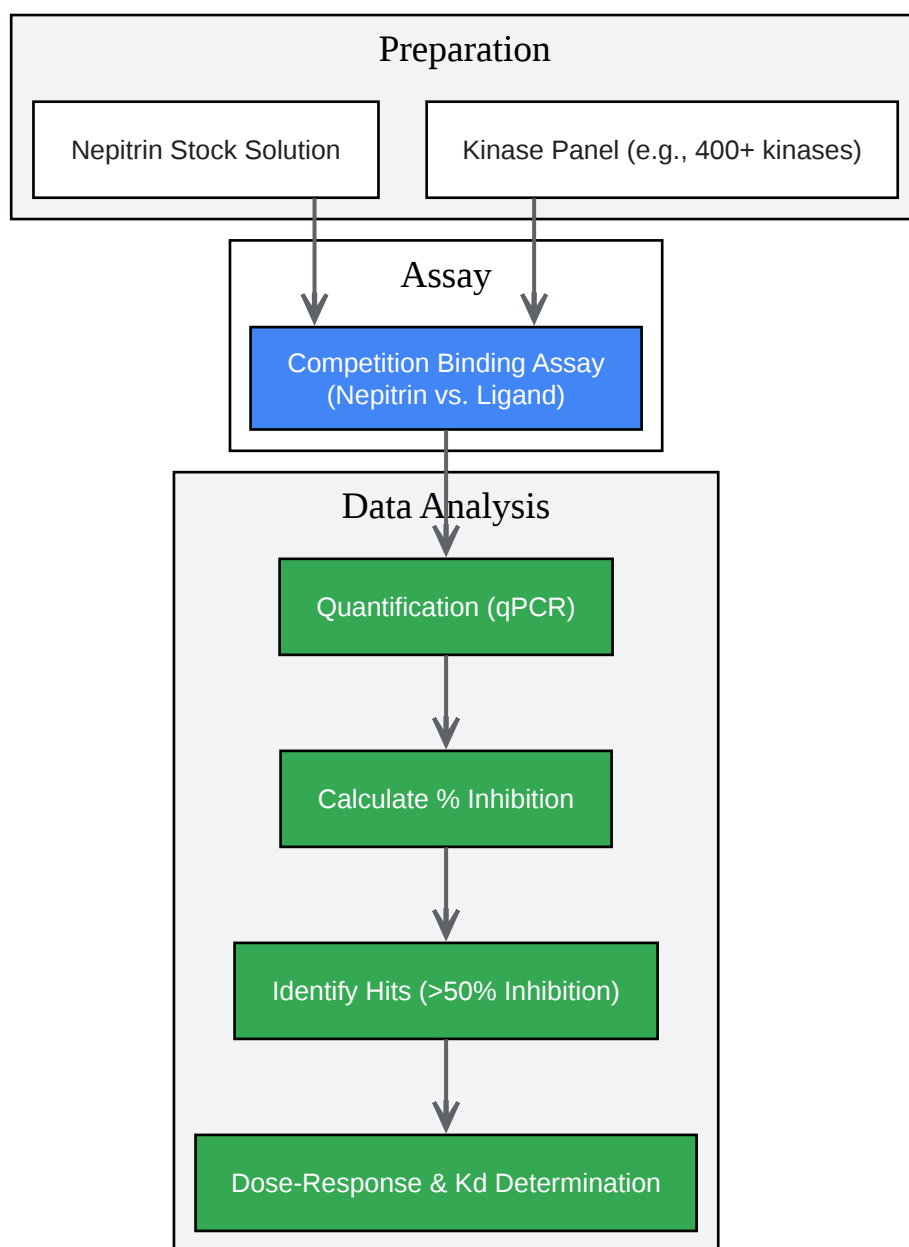 Preparation
Nepitrin Stock Solution
Kinase Panel (e.g., 400+ kinases)
Assay
Competition Binding Assay
(Nepitrin vs. Ligand)
Data Analysis
Quantification (qPCR)
Calculate % Inhibition
Identify Hits (>50% Inhibition)
Dose-Response & Kd Determination